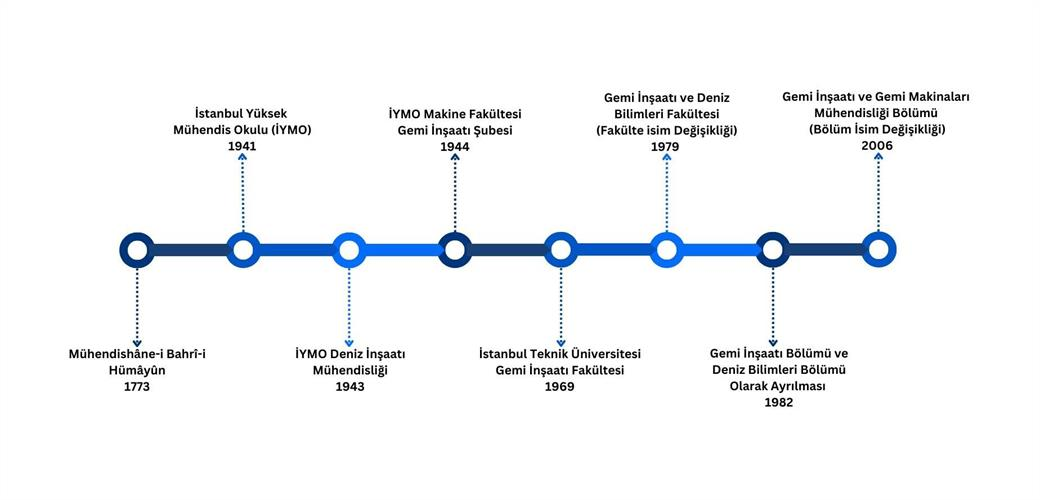 Mühendishâne-i Bahrî-i
Hümâyûn
1773
İstanbul Yüksek
Mühendis Okulu (İYMO)
1941
İYMO Deniz İnşaatı
Mühendisliği
1943
İYMO Makine Fakültesi
Gemi İnşaatı Şubesi
1944
İstanbul Teknik Üniversitesi
Gemi İnşaatı Fakültesi
1969
Gemi İnşaatı ve Deniz
Bilimleri Fakültesi
(Fakülte isim Değişikliği)
1979
Gemi İnşaatı Bölümü ve
Deniz Bilimleri Bölümü
Olarak Ayrılması
1982
Gemi İnşaatı ve Gemi Makinaları
Mühendisliği Bölümü
(Bölüm İsim Değişikliği)
2006